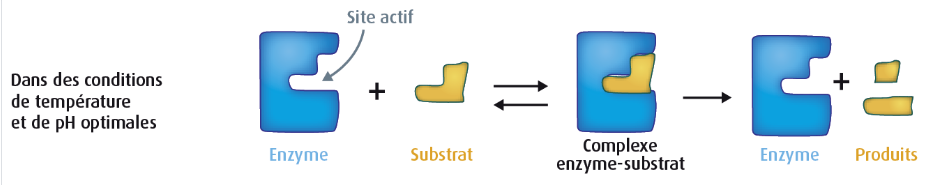 Site actif
Dans des conditions
de température
et de pH optimales
+
+
Enzyme
Substrat
Complexe
enzyme-substrat
Enzyme
Produits